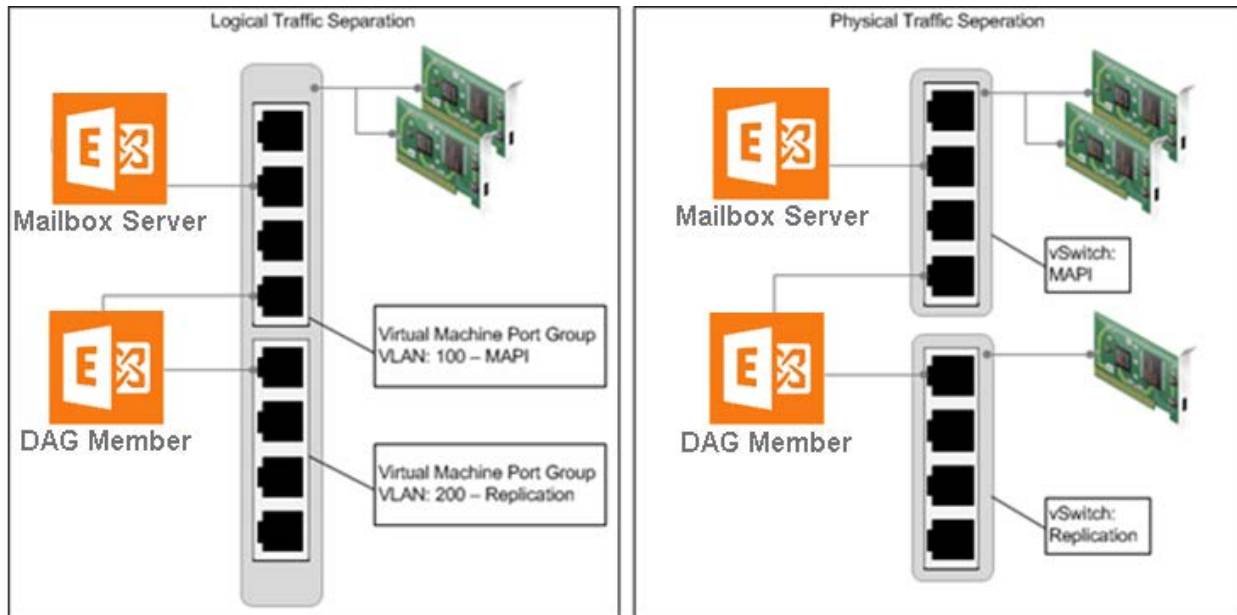 Logical Traffic Separation
E
Mailbox Server
E
DAG Member
Virtual Machine Port Group
VLAN: 100 – MAPI
Virtual Machine Port Group
VLAN: 200 – Replication
Physical Traffic Seperation
E
Mailbox Server
vSwitch:
MAPI
E
DAG Member
vSwitch:
Replication